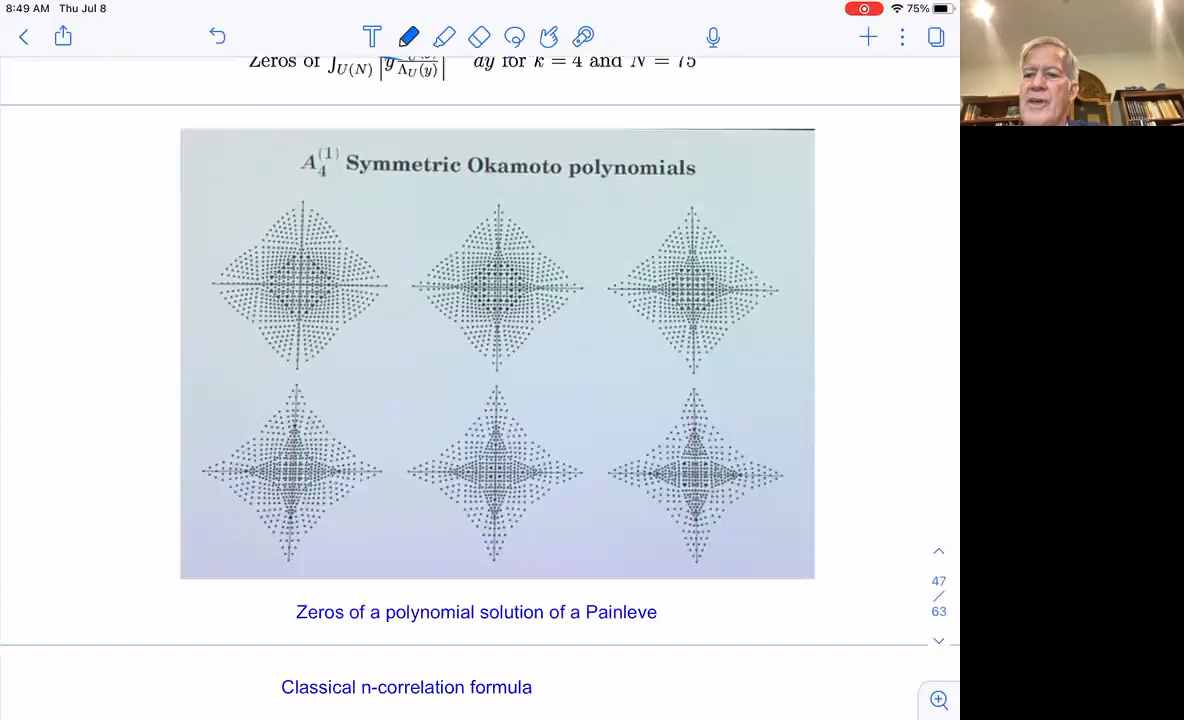 8:49 AM Thu Jul 8
75%
Zeros of ∫U(N) |y ΛU(y)| dy for k = 4 and N = 75
A4(1) Symmetric Okamoto polynomials
Zeros of a polynomial solution of a Painleve
47
/
63
Classical n-correlation formula